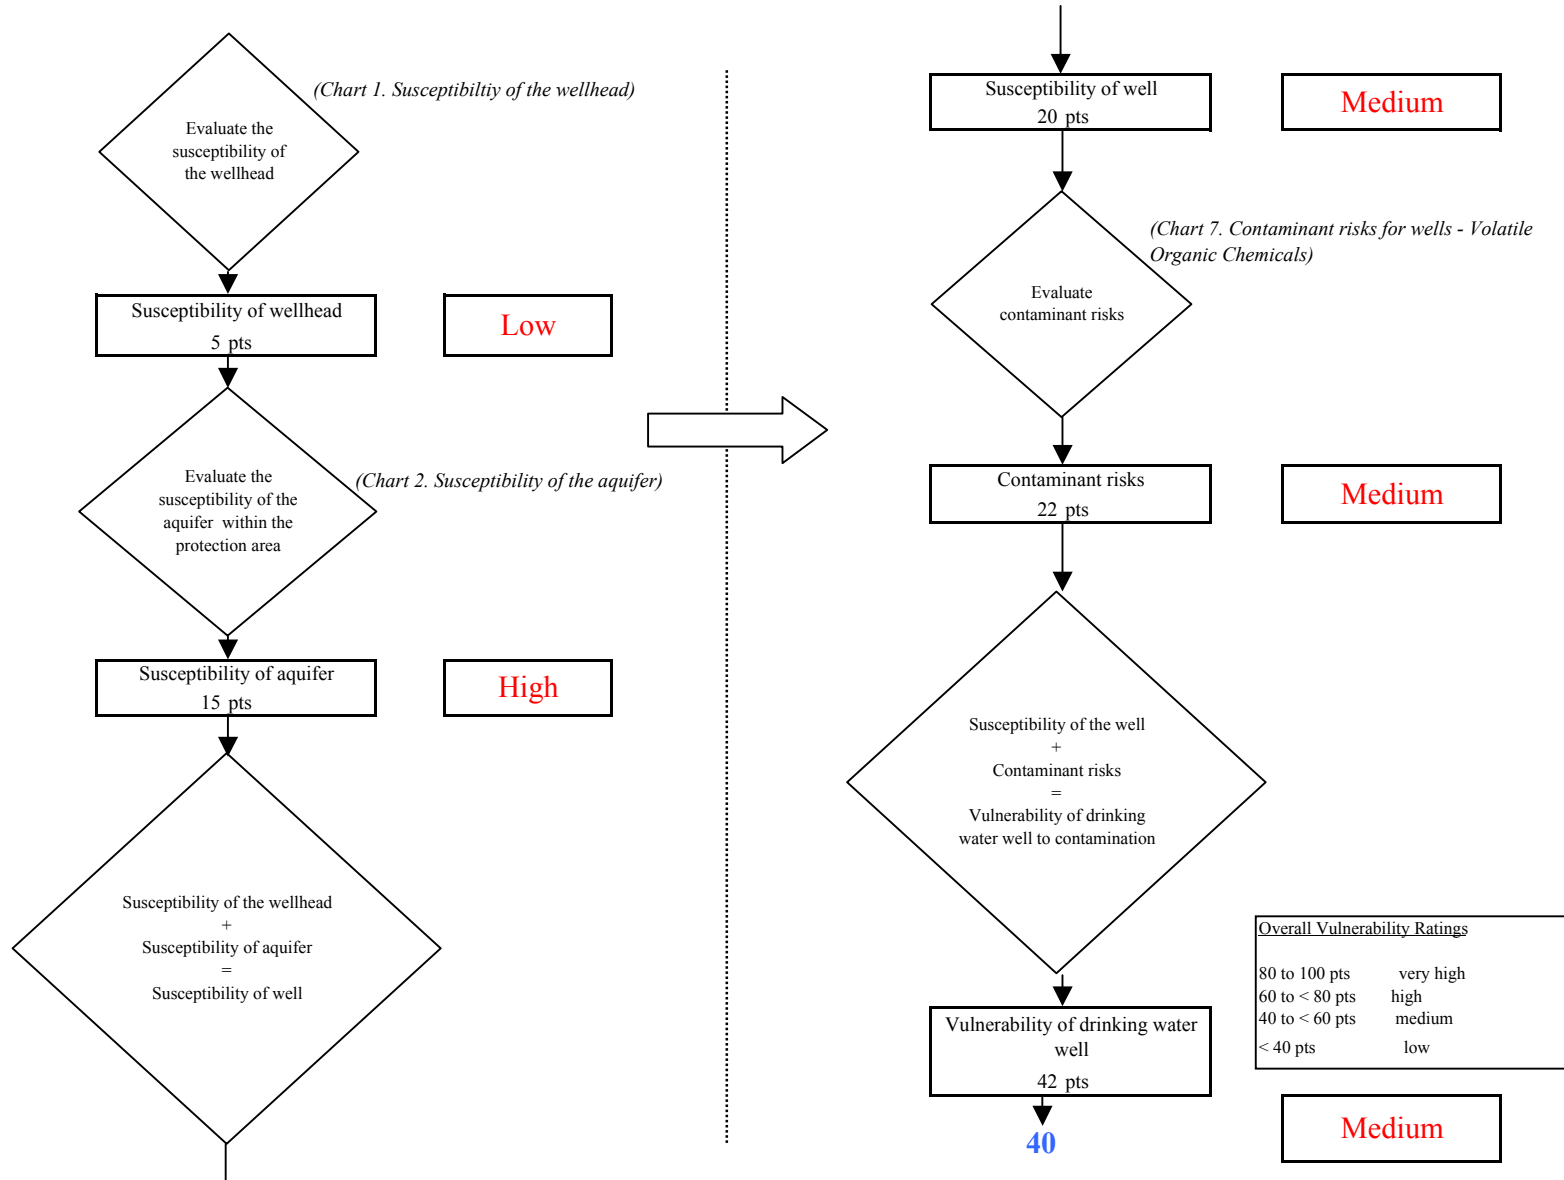 (Chart 1. Susceptibiltiy of the wellhead)
Evaluate the
susceptibility of
the wellhead
Susceptibility of wellhead
5 pts
Low
Evaluate the
susceptibility of the
aquifer within the
protection area
(Chart 2. Susceptibility of the aquifer)
Susceptibility of aquifer
15 pts
High
Susceptibility of the wellhead
+
Susceptibility of aquifer
=
Susceptibility of well
Susceptibility of well
20 pts
Medium
(Chart 7. Contaminant risks for wells - Volatile
Organic Chemicals)
Evaluate
contaminant risks
Contaminant risks
22 pts
Medium
Susceptibility of the well
+
Contaminant risks
=
Vulnerability of drinking
water well to contamination
Overall Vulnerability Ratings
80 to 100 pts very high
60 to < 80 pts high
40 to < 60 pts medium
< 40 pts low
Vulnerability of drinking water
well
42 pts
40
Medium